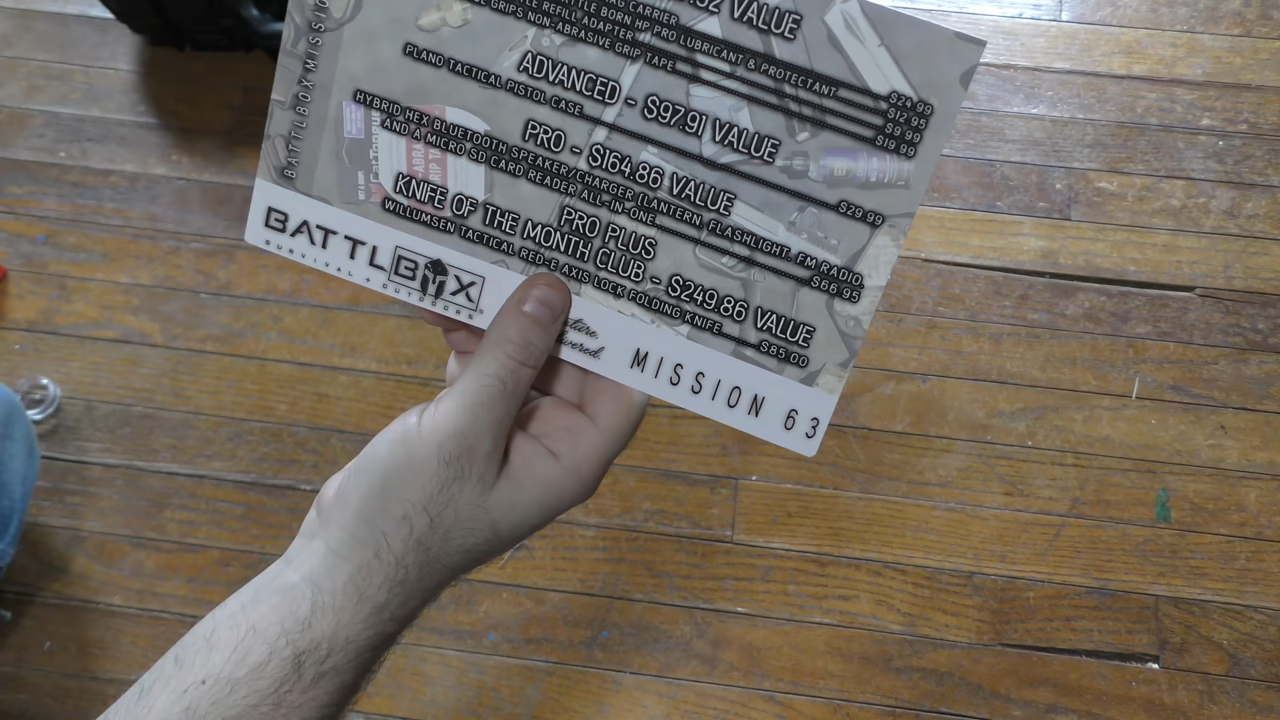 VALUE
CARRIER
HP PRO LUBRICANT & PROTECTANT $24.99
REFILL ADAPTER $12.95
GRIPS NON-ABRASIVE GRIP TAPE $9.99
$19.99
ADVANCED - $97.91 VALUE
PLANO TACTICAL PISTOL CASE $29.99
PRO - $164.86 VALUE
HYBRID HEX BLUETOOTH SPEAKER/CHARGER (LANTERN, FLASHLIGHT, FM RADIO,
AND A MICRO SD CARD READER ALL-IN-ONE $66.95
PRO PLUS
KNIFE OF THE MONTH CLUB - $249.86 VALUE
WILLUMSEN TACTICAL RED-E AXIS LOCK FOLDING KNIFE $85.00
BATTLBOX
SURVIVAL + OUTDOORS
MISSION 63